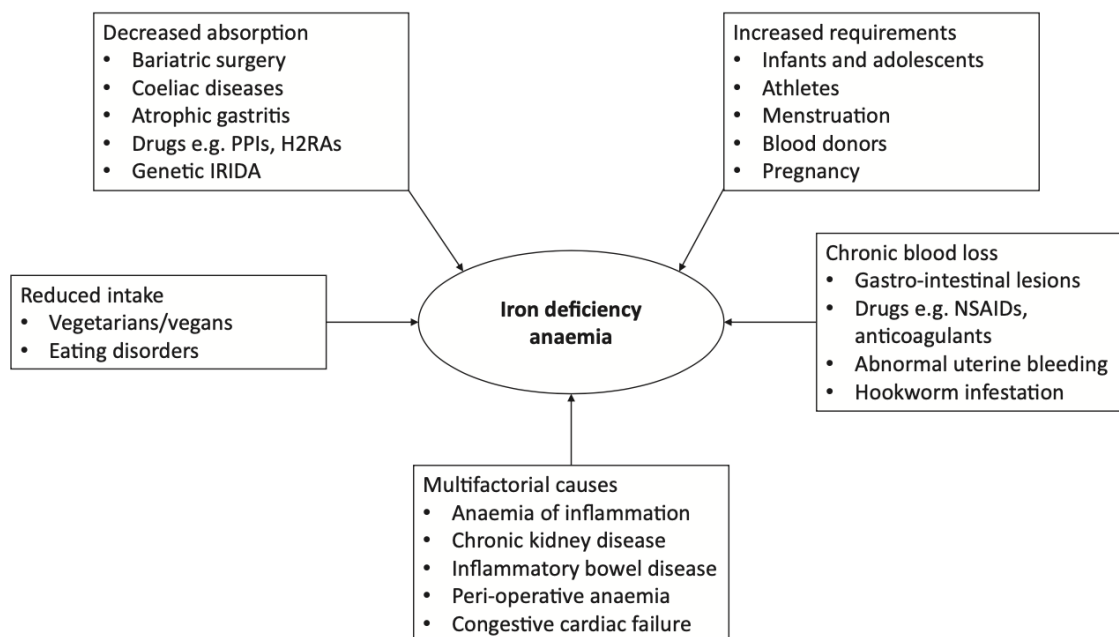 Decreased absorption
• Bariatric surgery
• Coeliac diseases
• Atrophic gastritis
• Drugs e.g. PPIs, H2RAs
• Genetic IRIDA
Increased requirements
• Infants and adolescents
• Athletes
• Menstruation
• Blood donors
• Pregnancy
Reduced intake
• Vegetarians/vegans
• Eating disorders
Iron deficiency
anaemia
Chronic blood loss
• Gastro-intestinal lesions
• Drugs e.g. NSAIDs,
anticoagulants
• Abnormal uterine bleeding
• Hookworm infestation
Multifactorial causes
• Anaemia of inflammation
• Chronic kidney disease
• Inflammatory bowel disease
• Peri-operative anaemia
• Congestive cardiac failure